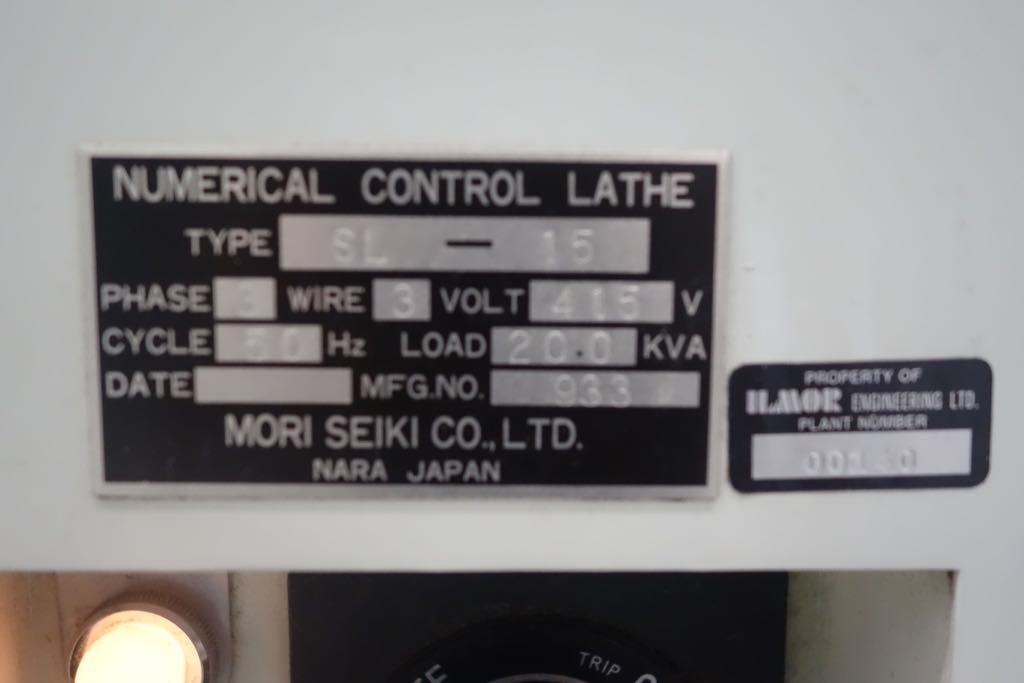 NUMERICAL CONTROL LATHE
TYPE SL - 15
PHASE 3 WIRE 3 VOLT 415 V
CYCLE 50 Hz LOAD 20.0 KVA
DATE MFG.NO. 933
MORI SEIKI CO.,LTD.
NARA JAPAN
PROPERTY OF
ILMOR ENGINEERING LTD.
PLANT NUMBER
TRIP